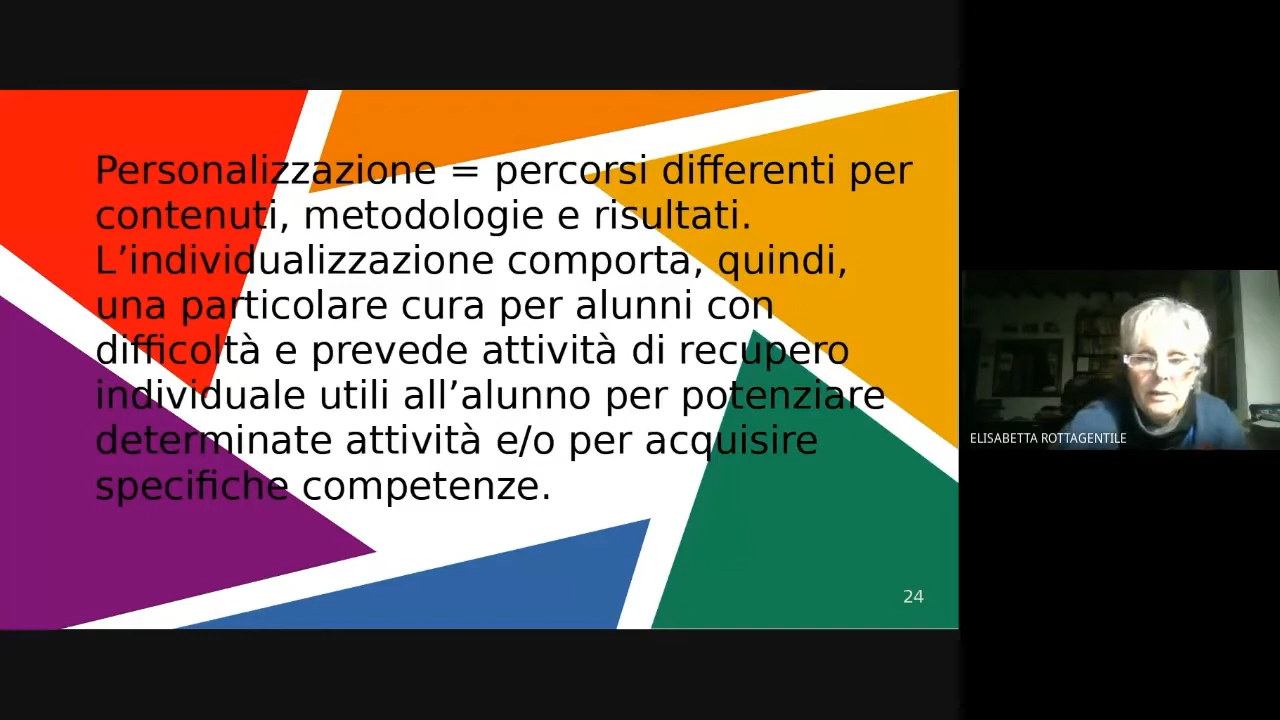 Personalizzazione = percorsi differenti per
contenuti, metodologie e risultati.
L’individualizzazione comporta, quindi,
una particolare cura per alunni con
difficoltà e prevede attività di recupero
individuale utili all’alunno per potenziare
determinate attività e/o per acquisire
specifiche competenze.
24
ELISABETTA ROTTAGENTILE